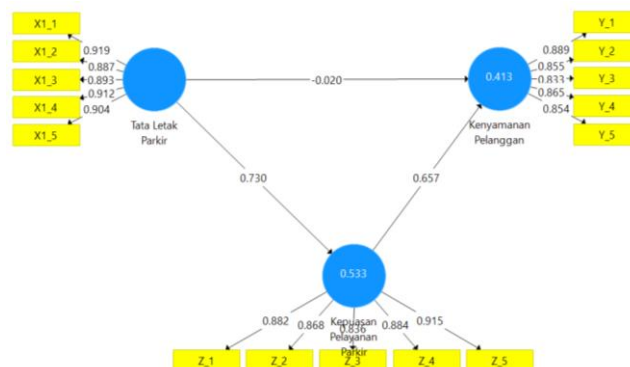 X1_1
X1_2
X1_3
X1_4
X1_5
0.919
0.887
0.893
0.912
0.904
Tata Letak
Parkir
-0.020
0.413
Kenyamanan
Pelanggan
0.889
0.855
0.833
0.865
0.854
Y_1
Y_2
Y_3
Y_4
Y_5
0.730
0.657
0.533
Kepuasan
Pelayanan
Parkir
0.882
0.868
0.836
0.884
0.915
Z_1
Z_2
Z_3
Z_4
Z_5